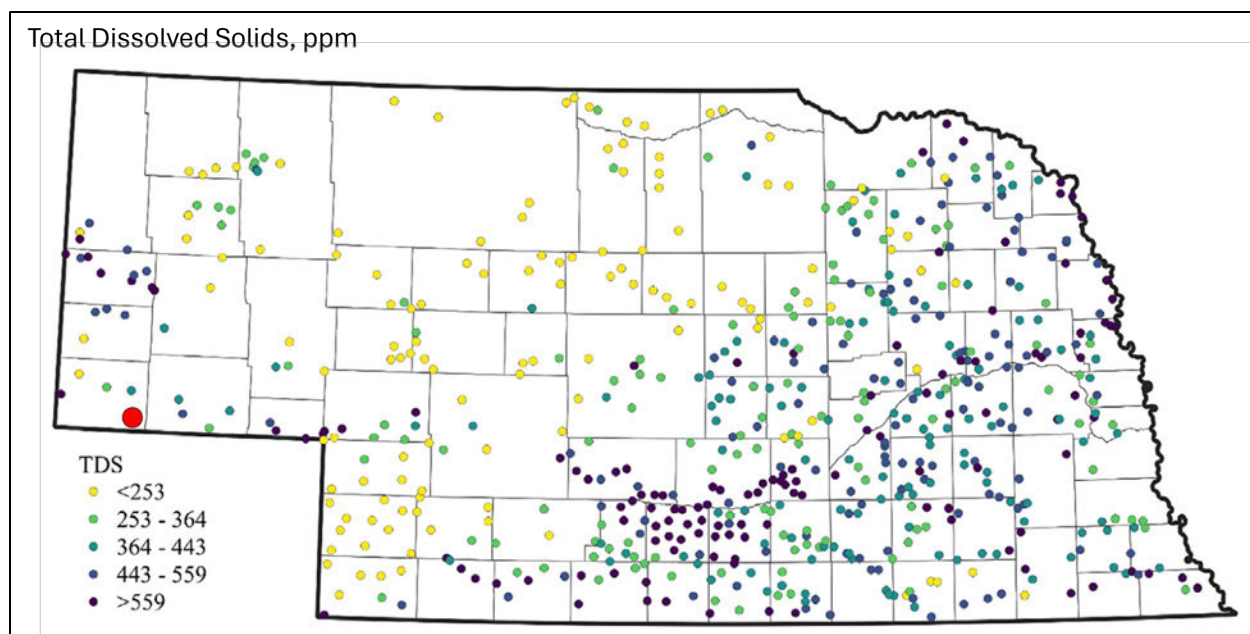 Total Dissolved Solids, ppm
TDS
<253
253 - 364
364 - 443
443 - 559
>559